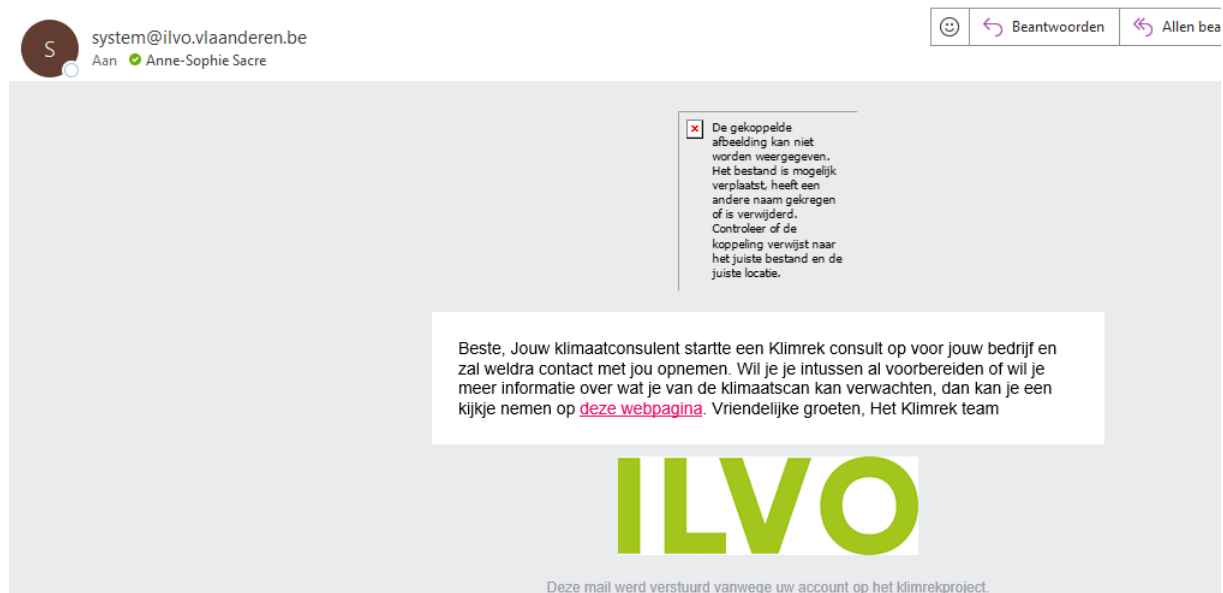 S
system@ilvo.vlaanderen.be
Aan Anne-Sophie Sacre
Beantwoorden
Allen bea
De gekoppelde
afbeelding kan niet
worden weergegeven.
Het bestand is mogelijk
verplaatst, heeft een
andere naam gekregen
of is verwijderd.
Controleer of de
koppeling verwijst naar
het juiste bestand en de
juiste locatie.
Beste, Jouw klimaatconsulent startte een Klimrek consult op voor jouw bedrijf en
zal weldra contact met jou opnemen. Wil je je intussen al voorbereiden of wil je
meer informatie over wat je van de klimaatscan kan verwachten, dan kan je een
kijkje nemen op deze webpagina. Vriendelijke groeten, Het Klimrek team
ILVO
Deze mail werd verstuurd vanwege uw account op het klimrekproject.